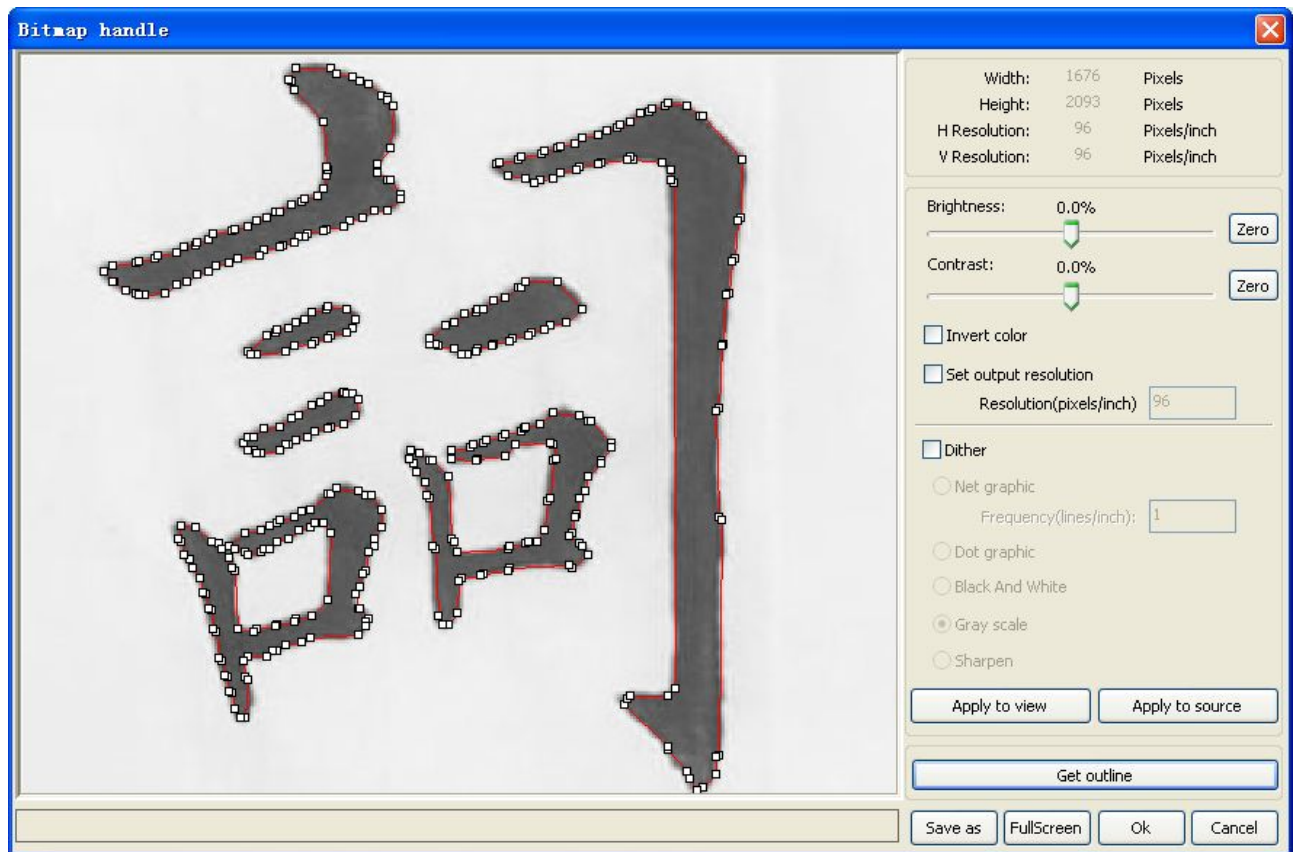 Bitmap handle
詞
Width: 1676 Pixels
Height: 2093 Pixels
H Resolution: 96 Pixels/inch
V Resolution: 96 Pixels/inch
Brightness: 0.0%
Zero
Contrast: 0.0%
Zero
Invert color
Set output resolution
Resolution(pixels/inch) 96
Dither
Net graphic
Frequency(lines/inch): 1
Dot graphic
Black And White
Gray scale
Sharpen
Apply to view Apply to source
Get outline
Save as FullScreen Ok Cancel